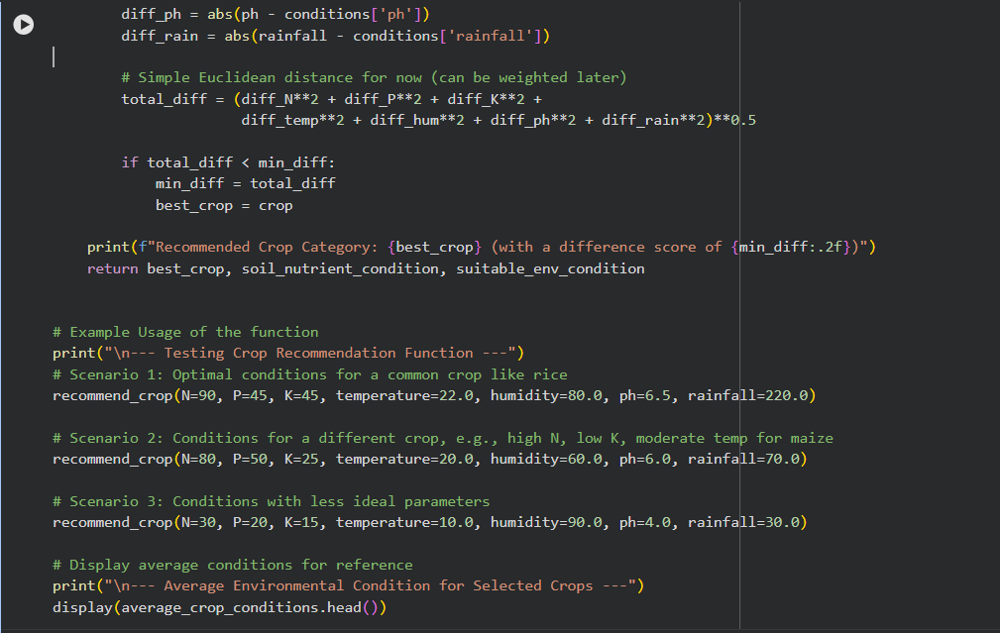 diff_ph = abs(ph - conditions['ph'])
diff_rain = abs(rainfall - conditions['rainfall'])
# Simple Euclidean distance for now (can be weighted later)
total_diff = (diff_N**2 + diff_P**2 + diff_K**2 +
diff_temp**2 + diff_hum**2 + diff_ph**2 + diff_rain**2)**0.5
if total_diff < min_diff:
min_diff = total_diff
best_crop = crop
print(f"Recommended Crop Category: {best_crop} (with a difference score of {min_diff:.2f})")
return best_crop, soil_nutrient_condition, suitable_env_condition
# Example Usage of the function
print("\n--- Testing Crop Recommendation Function ---")
# Scenario 1: Optimal conditions for a common crop like rice
recommend_crop(N=90, P=45, K=45, temperature=22.0, humidity=80.0, ph=6.5, rainfall=220.0)
# Scenario 2: Conditions for a different crop, e.g., high N, low K, moderate temp for maize
recommend_crop(N=80, P=50, K=25, temperature=20.0, humidity=60.0, ph=6.0, rainfall=70.0)
# Scenario 3: Conditions with less ideal parameters
recommend_crop(N=30, P=20, K=15, temperature=10.0, humidity=90.0, ph=4.0, rainfall=30.0)
# Display average conditions for reference
print("\n--- Average Environmental Condition for Selected Crops ---")
display(average_crop_conditions.head())